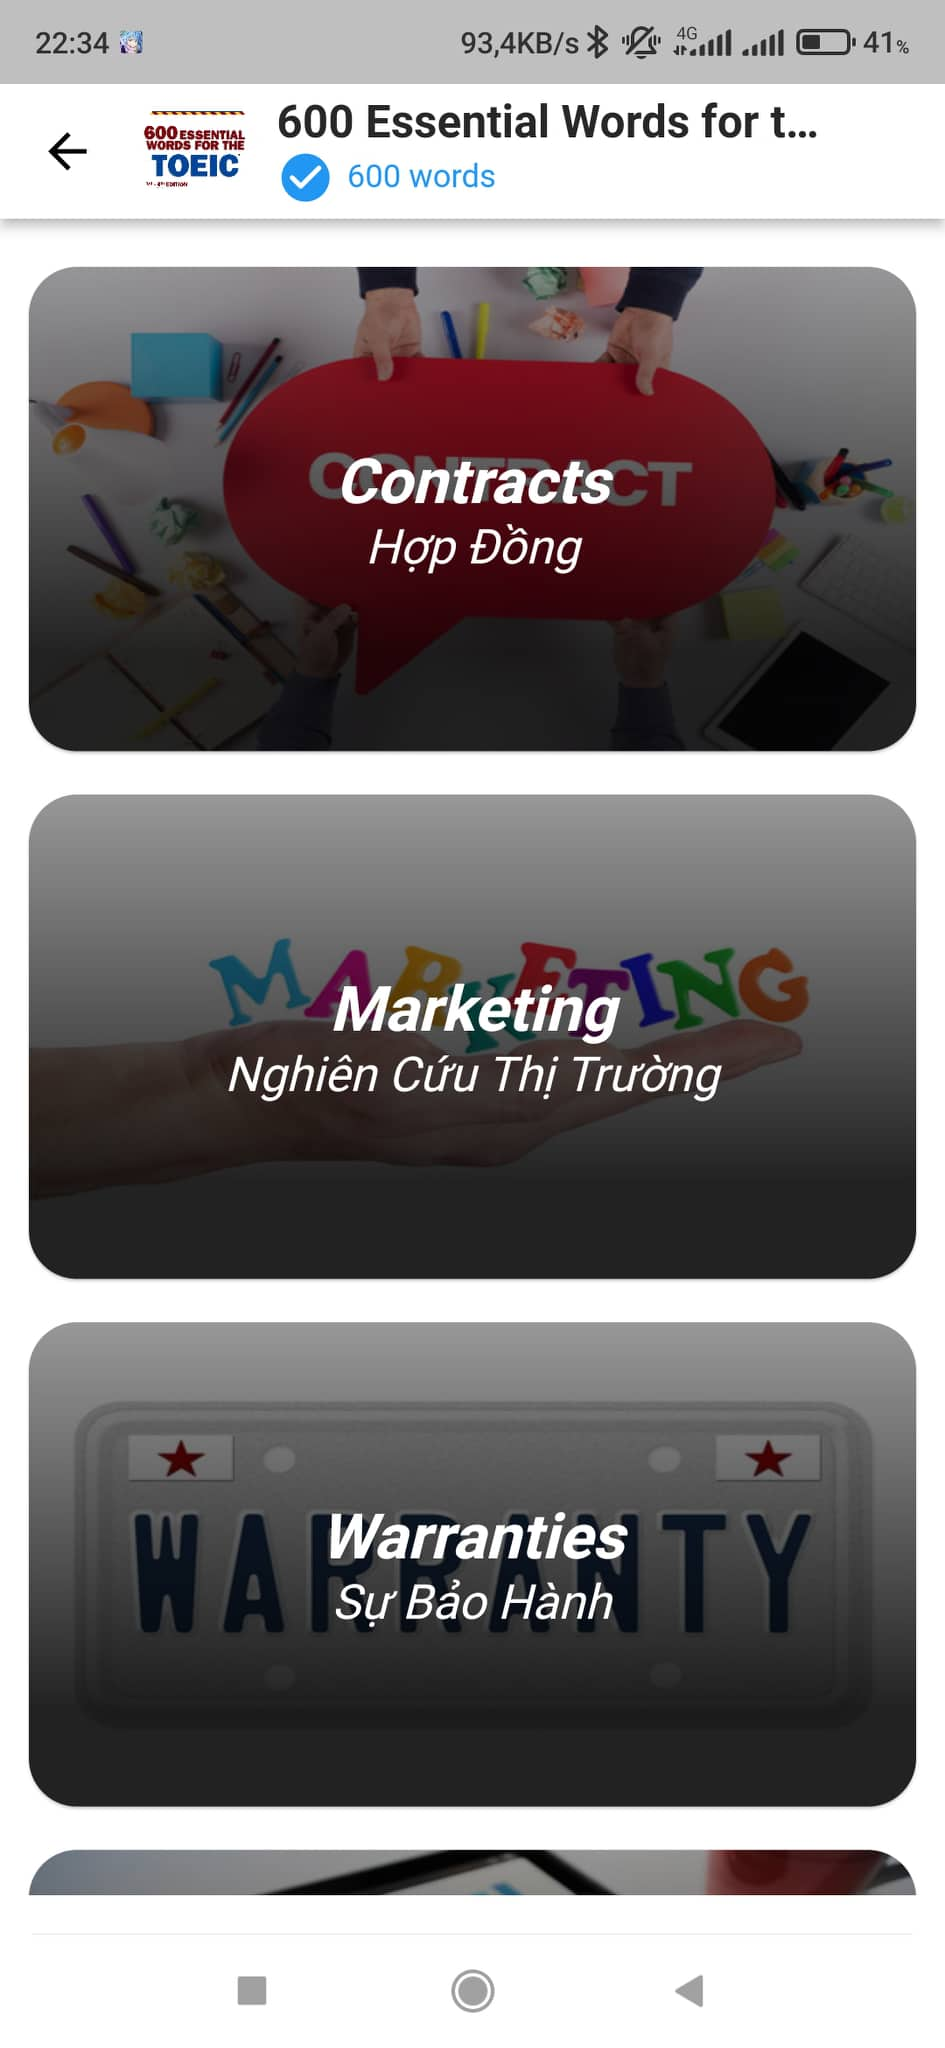 22:34
93,4KB/s 4G 41%
600 Essential Words for t...
600 ESSENTIAL
WORDS FOR THE
TOEIC
600 words
CONTRACT
Contracts
Hợp Đồng
MARKETING
Marketing
Nghiên Cứu Thị Trường
WARRANTY
Warranties
Sự Bảo Hành